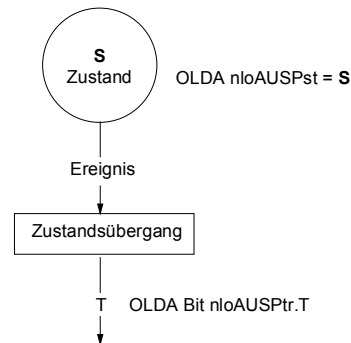 S
Zustand
OLDA nloAUSPst = S
Ereignis
Zustandsübergang
T OLDA Bit nloAUSPtr.T